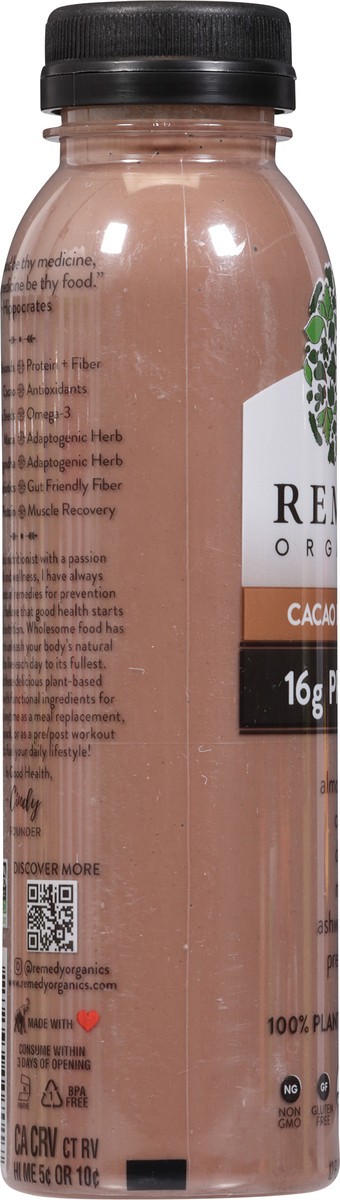 be thy medicine,
be thy food."
Hippocrates
Protein + Fiber
Antioxidants
Omega-3
Adaptogenic Herb
Adaptogenic Herb
Gut Friendly Fiber
Muscle Recovery
with a passion
wellness, I have always
remedies for prevention
that good health starts
Wholesome food has
your body's natural
each day to its fullest.
delicious plant-based
functional ingredients for
as a meal replacement,
or as a pre/post workout
your daily lifestyle!
Good Health,
Cindy
FOUNDER
DISCOVER MORE
@remedyorganics
www.remedyorganics.com
MADE WITH
CONSUME WITHIN
3 DAYS OF OPENING
BPA
FREE
CA CRV CT RV
HI ME 5¢ OR 10¢
REM
ORG
CACAO
16g P
alm
ashw
pre
100% PLAN
NG
NON
GMO
GF
GLUTEN
FREE